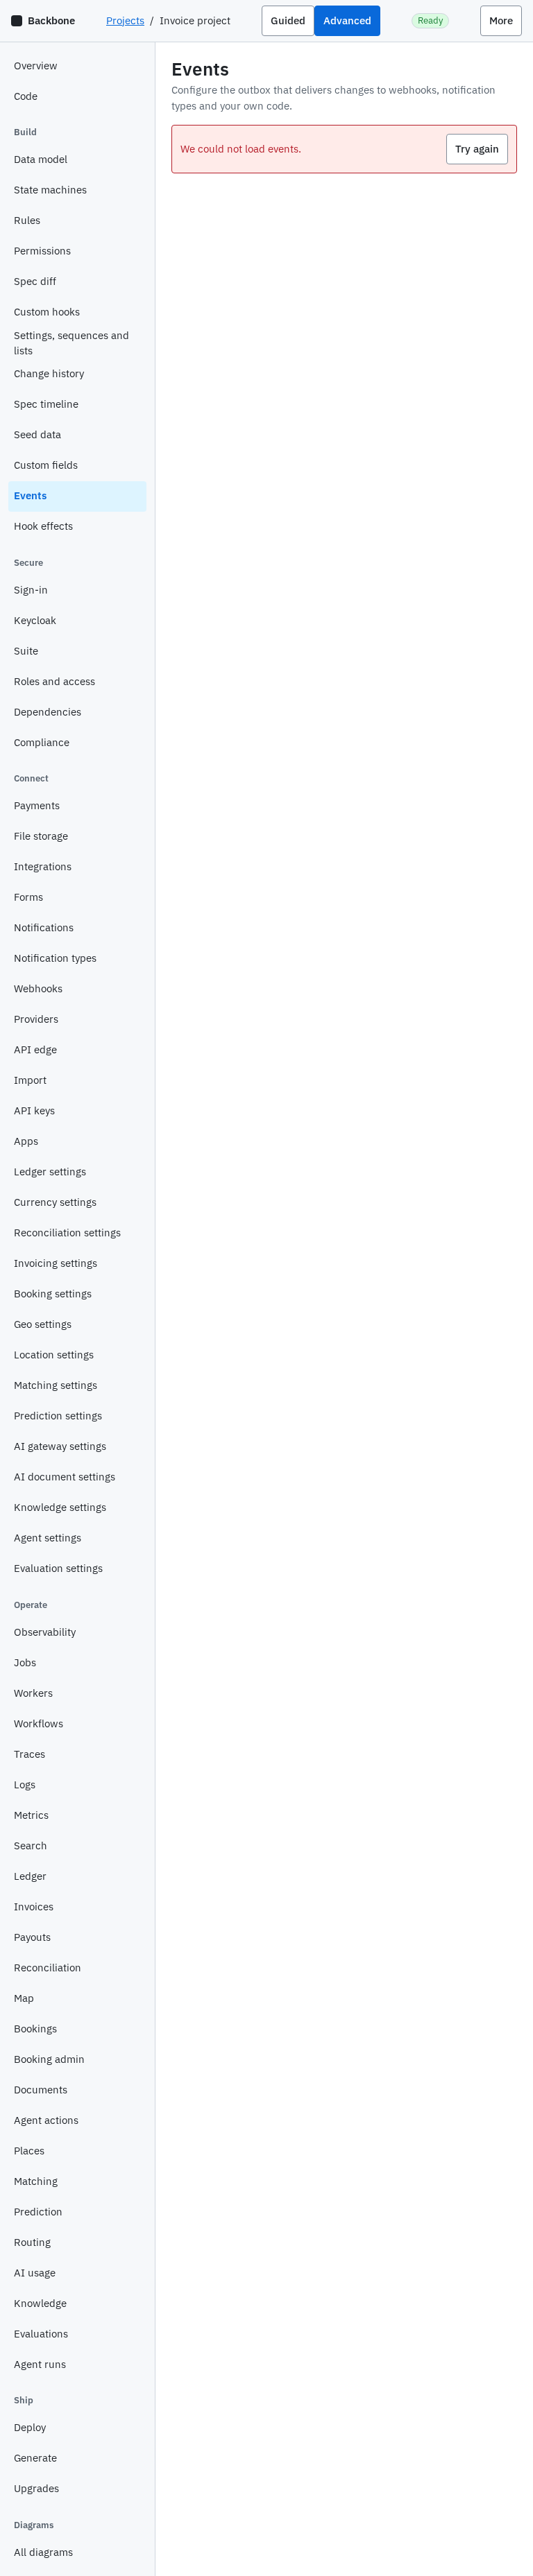 Backbone
Projects / Invoice project
Guided
Advanced
Ready
More
Overview
Code
Build
Data model
State machines
Rules
Permissions
Spec diff
Custom hooks
Settings, sequences and
lists
Change history
Spec timeline
Seed data
Custom fields
Events
Hook effects
Secure
Sign-in
Keycloak
Suite
Roles and access
Dependencies
Compliance
Connect
Payments
File storage
Integrations
Forms
Notifications
Notification types
Webhooks
Providers
API edge
Import
API keys
Apps
Ledger settings
Currency settings
Reconciliation settings
Invoicing settings
Booking settings
Geo settings
Location settings
Matching settings
Prediction settings
AI gateway settings
AI document settings
Knowledge settings
Agent settings
Evaluation settings
Operate
Observability
Jobs
Workers
Workflows
Traces
Logs
Metrics
Search
Ledger
Invoices
Payouts
Reconciliation
Map
Bookings
Booking admin
Documents
Agent actions
Places
Matching
Prediction
Routing
AI usage
Knowledge
Evaluations
Agent runs
Ship
Deploy
Generate
Upgrades
Diagrams
All diagrams
Events
Configure the outbox that delivers changes to webhooks, notification
types and your own code.
We could not load events.
Try again